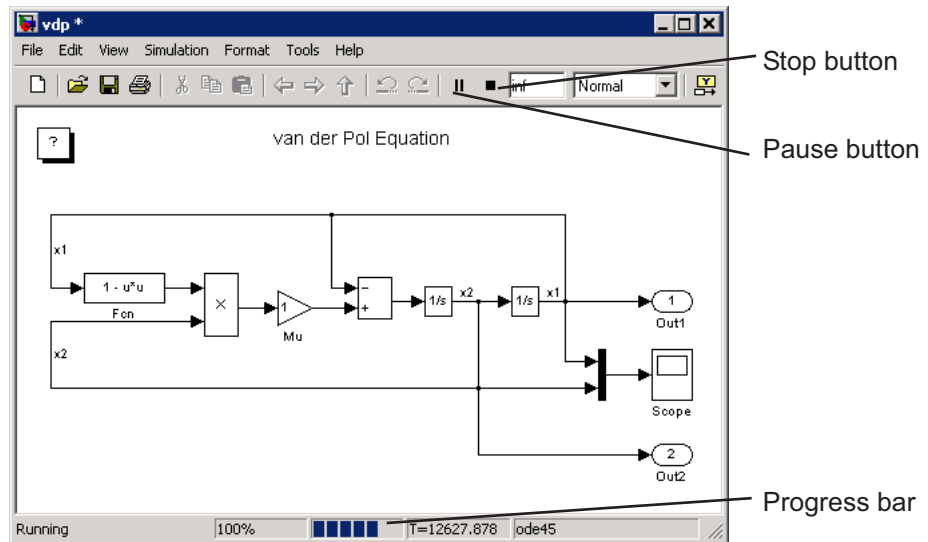 vdp *
File Edit View Simulation Format Tools Help
inf Normal
Stop button
Pause button
?
van der Pol Equation
x1
1 - u*u
Fcn
×
1
Mu
−
+
1/s
x2
1/s
x1
1
Out1
x2
Scope
2
Out2
Progress bar
Running 100% T=12627.878 ode45